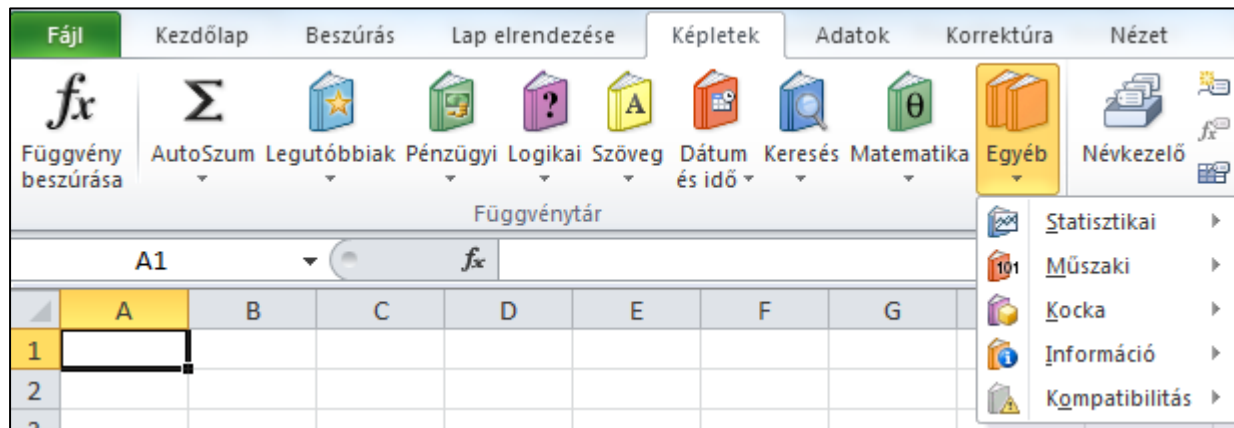 Fájl Kezdőlap Beszúrás Lap elrendezése Képletek Adatok Korrektúra Nézet
fx Σ ? A θ
Függvény AutoSzum Legutóbbiak Pénzügyi Logikai Szöveg Dátum Keresés Matematika Egyéb Névkezelő
beszúrása és idő
Függvénytár
Statisztikai
A1 fx
101 Műszaki
A B C D E F G Kocka
1 Információ
2 Kompatibilitás